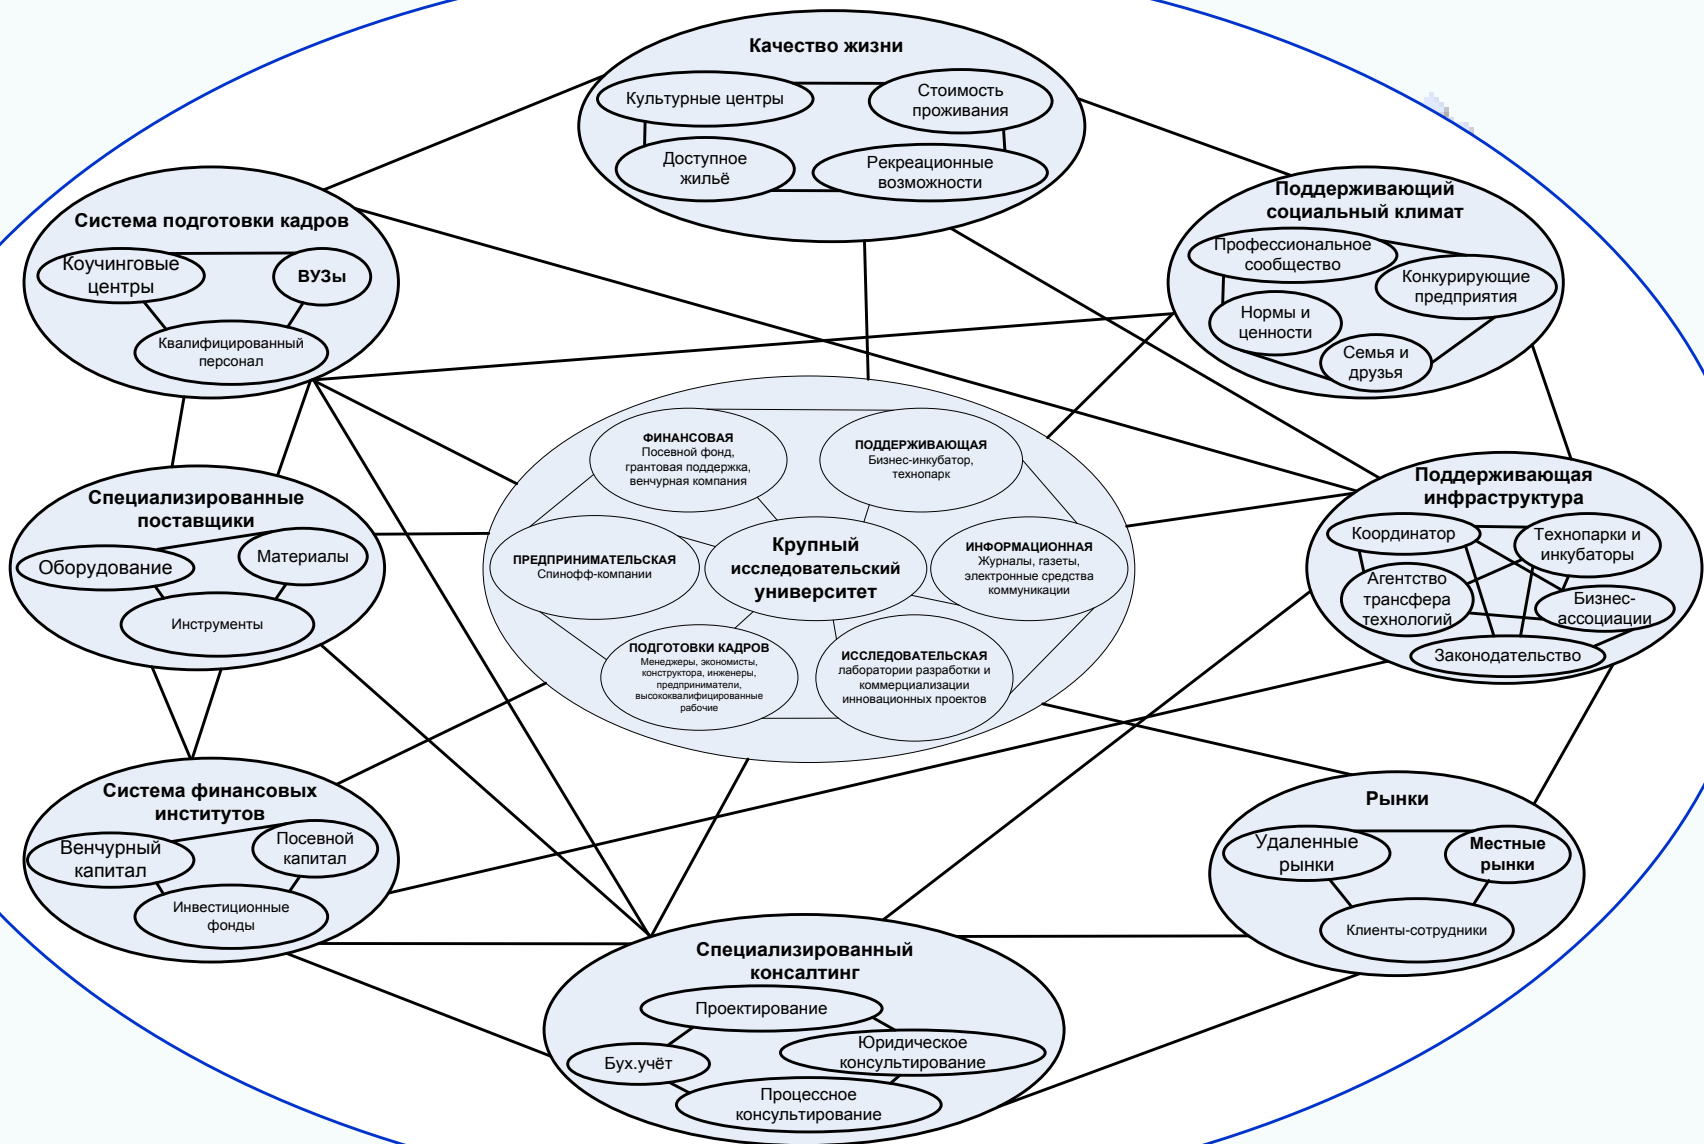 Качество жизни
Культурные центры
Стоимость
проживания
Доступное
жильё
Рекреационные
возможности
Система подготовки кадров
Коучинговые
центры
ВУЗы
Квалифицированный
персонал
Поддерживающий
социальный климат
Профессиональное
сообщество
Конкурирующие
предприятия
Нормы и
ценности
Семья и
друзья
Специализированные
поставщики
Оборудование
Материалы
Инструменты
ФИНАНСОВАЯ
Посевной фонд,
грантовая поддержка,
венчурная компания
ПОДДЕРЖИВАЮЩАЯ
Бизнес-инкубатор,
технопарк
ПРЕДПРИНИМАТЕЛЬСКАЯ
Спинофф-компании
Крупный
исследовательский
университет
ИНФОРМАЦИОННАЯ
Журналы, газеты,
электронные средства
коммуникации
ПОДГОТОВКИ КАДРОВ
Менеджеры, экономисты,
конструктора, инженеры,
предприниматели,
высококвалифицированные
рабочие
ИССЛЕДОВАТЕЛЬСКАЯ
лаборатории разработки и
коммерциализации
инновационных проектов
Поддерживающая
инфраструктура
Координатор
Технопарки и
инкубаторы
Агентство
трансфера
технологий
Бизнес-
ассоциации
Законодательство
Система финансовых
институтов
Венчурный
капитал
Посевной
капитал
Инвестиционные
фонды
Рынки
Удаленные
рынки
Местные
рынки
Клиенты-сотрудники
Специализированный
консалтинг
Проектирование
Бух.учёт
Юридическое
консультирование
Процессное
консультирование